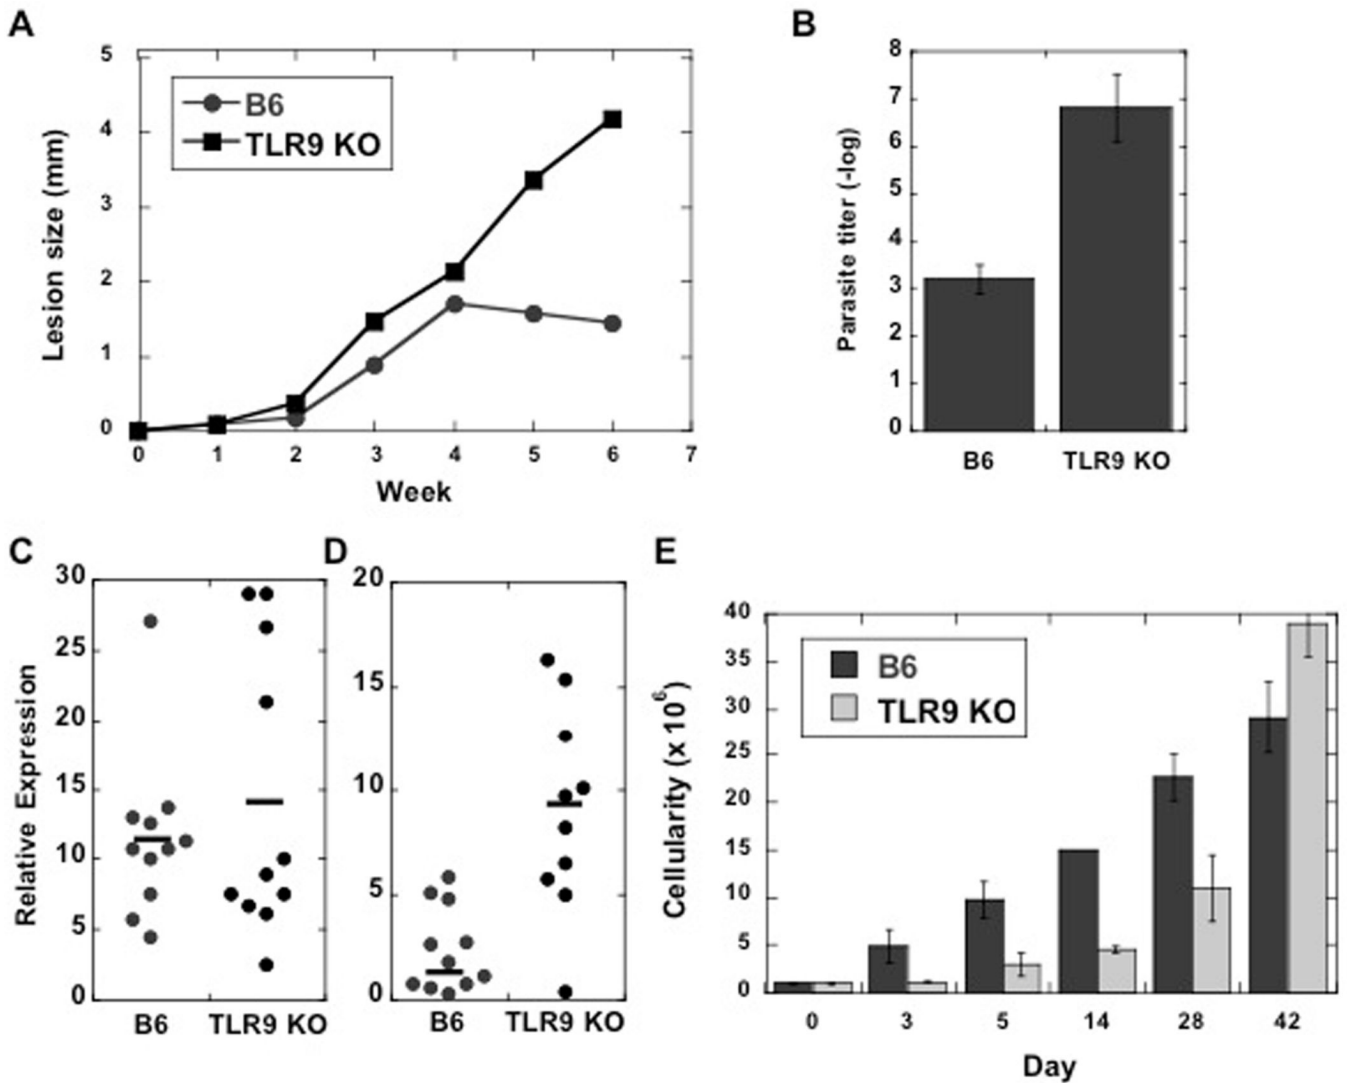 A
Lesion size (mm)
5
4
3
2
1
0
B6
TLR9 KO
0 1 2 3 4 5 6 7
Week
B
Parasite titer (-log)
8
7
6
5
4
3
2
1
0
B6 TLR9 KO
C
Relative Expression
30
25
20
15
10
5
0
B6 TLR9 KO
D
20
15
10
5
0
B6 TLR9 KO
E
Cellularity (x 10⁶)
40
35
30
25
20
15
10
5
0
B6
TLR9 KO
0 3 5 14 28 42
Day